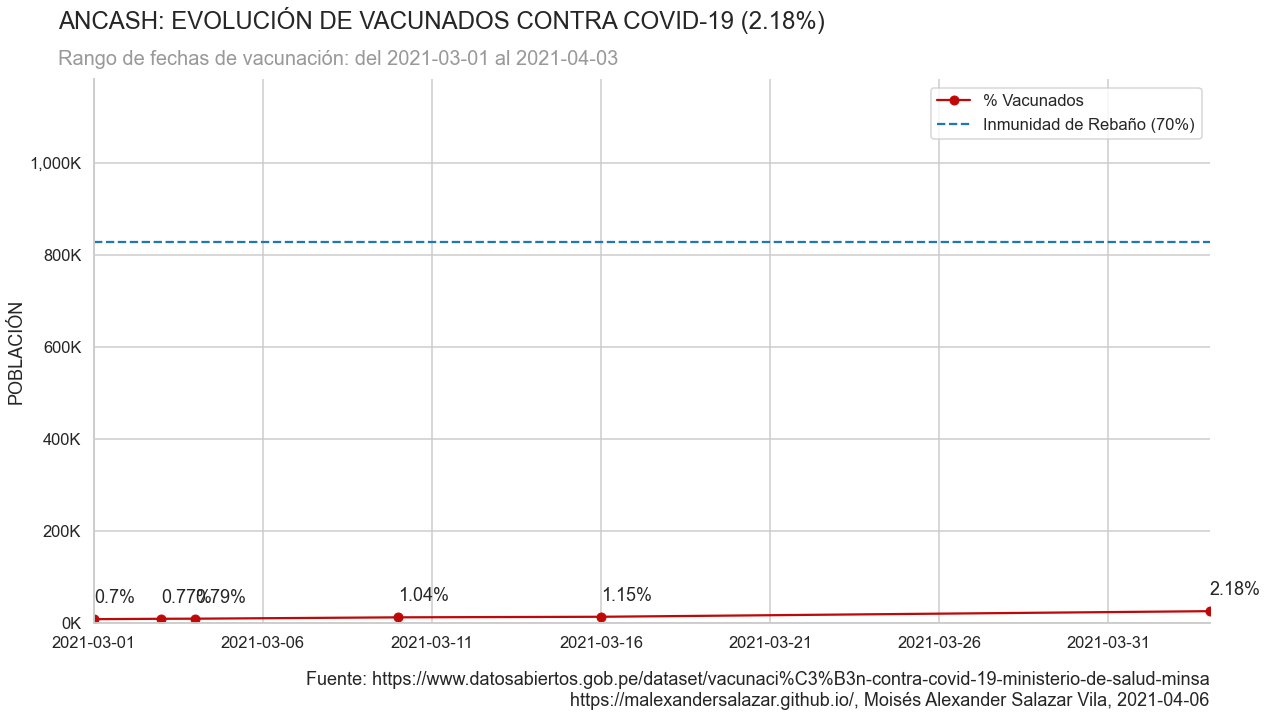 ANCASH: EVOLUCIÓN DE VACUNADOS CONTRA COVID-19 (2.18%)
Rango de fechas de vacunación: del 2021-03-01 al 2021-04-03
% Vacunados
Inmunidad de Rebaño (70%)
1,000K
800K
600K
400K
200K
0K
POBLACIÓN
0.7%
0.77%
0.79%
1.04%
1.15%
2.18%
2021-03-01
2021-03-06
2021-03-11
2021-03-16
2021-03-21
2021-03-26
2021-03-31
Fuente: https://www.datosabiertos.gob.pe/dataset/vacunaci%C3%B3n-contra-covid-19-ministerio-de-salud-minsa
https://malexandersalazar.github.io/, Moisés Alexander Salazar Vila, 2021-04-06